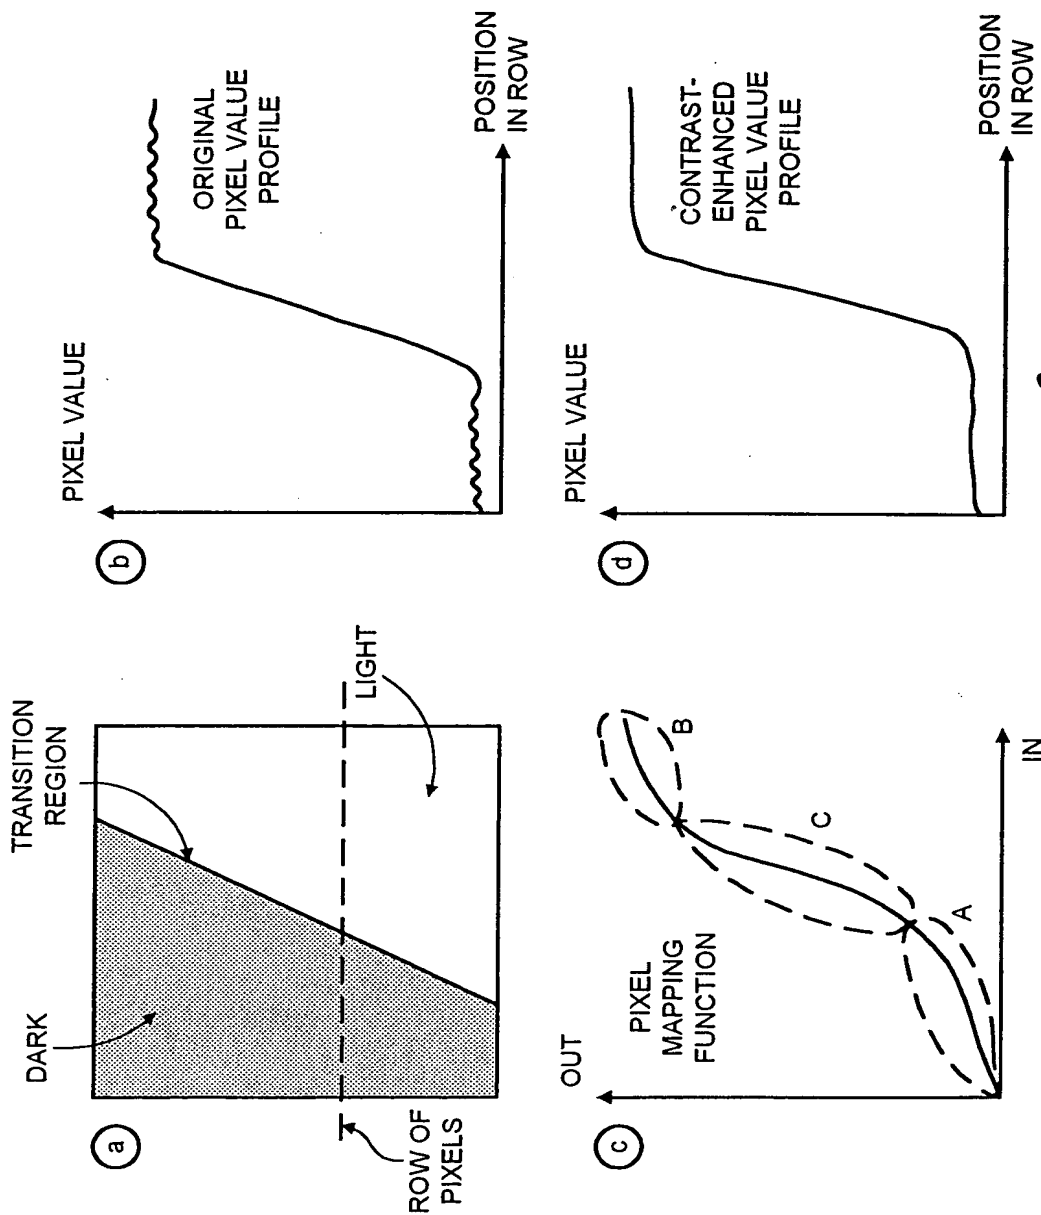 a
DARK
TRANSITION
REGION
ROW OF
PIXELS
LIGHT
b
PIXEL VALUE
ORIGINAL
PIXEL VALUE
PROFILE
POSITION
IN ROW
c
OUT
PIXEL
MAPPING
FUNCTION
A
C
B
IN
d
PIXEL VALUE
CONTRAST-
ENHANCED
PIXEL VALUE
PROFILE
POSITION
IN ROW